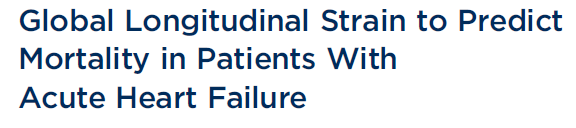 Global Longitudinal Strain to Predict
Mortality in Patients With
Acute Heart Failure